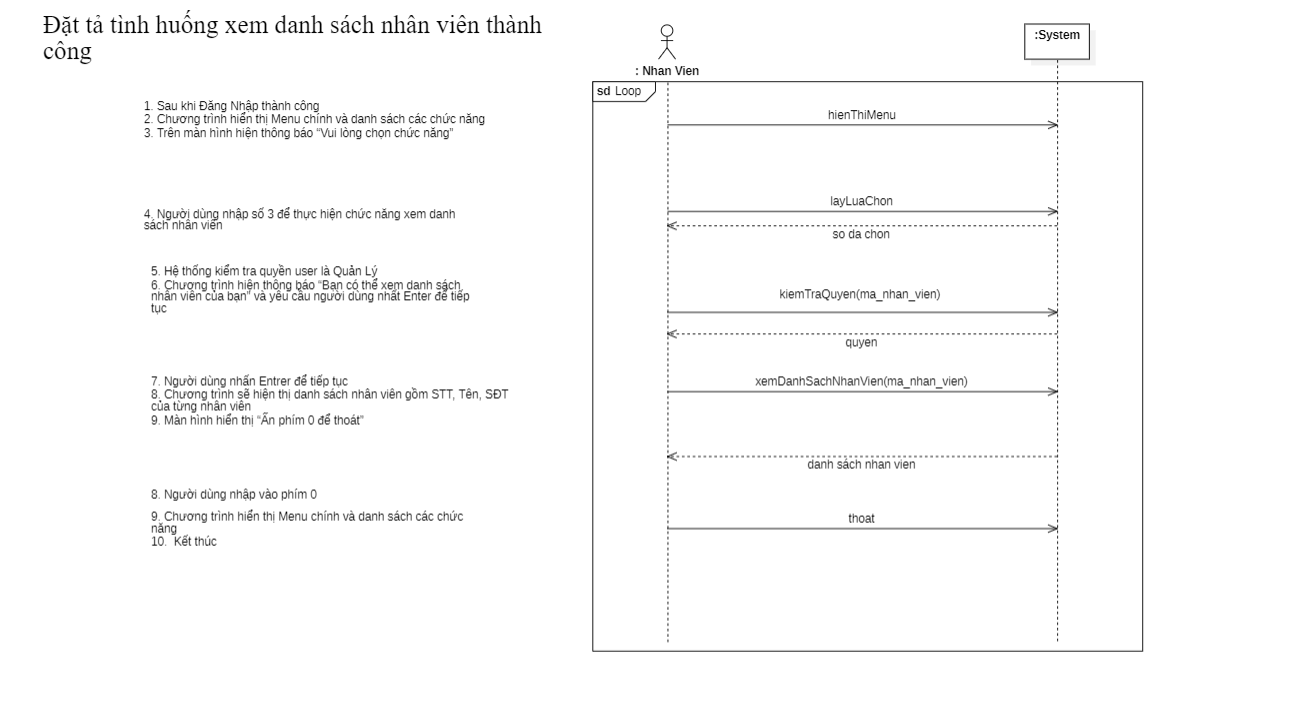 Đặt tả tình huống xem danh sách nhân viên thành
công
1. Sau khi Đăng Nhập thành công
2. Chương trình hiển thị Menu chính và danh sách các chức năng
3. Trên màn hình hiện thông báo “Vui lòng chọn chức năng”
4. Người dùng nhập số 3 để thực hiện chức năng xem danh
sách nhân viên
5. Hệ thống kiểm tra quyền user là Quản Lý
6. Chương trình hiện thông báo “Bạn có thể xem danh sách
nhân viên của bạn” và yêu cầu người dùng nhất Enter để tiếp
tục
7. Người dùng nhấn Entrer để tiếp tục
8. Chương trình sẽ hiện thị danh sách nhân viên gồm STT, Tên, SĐT
của từng nhân viên
9. Màn hình hiển thị “Ấn phím 0 để thoát”
8. Người dùng nhập vào phím 0
9. Chương trình hiển thị Menu chính và danh sách các chức
năng
10. Kết thúc
: Nhan Vien
:System
sd Loop
hienThiMenu
layLuaChon
so da chon
kiemTraQuyen(ma_nhan_vien)
quyen
xemDanhSachNhanVien(ma_nhan_vien)
danh sách nhan vien
thoat